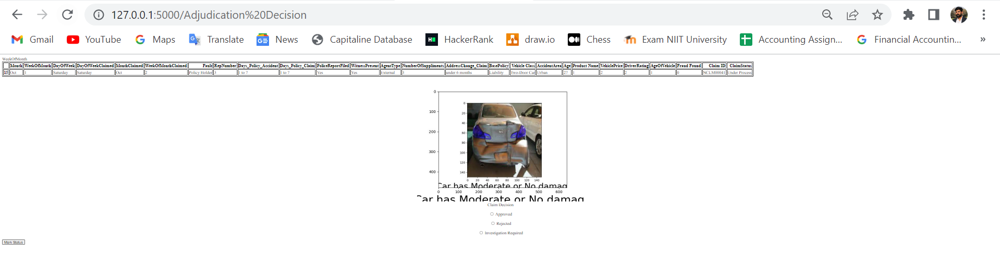 127.0.0.1:5000/Adjudication%20Decision
Gmail YouTube Maps Translate News Capitaline Database HackerRank draw.io Chess Exam NIIT University Accounting Assign... Financial Accountin... »
WeekOfMonth
Month WeekOfMonth DayOfWeek DayOfWeekClaimed MonthClaimed WeekOfMonthClaimed Fault RepNumber Days_Policy_Accident Days_Policy_Claim PoliceReportFiled WitnessPresent AgentType NumberOfSuppliments AddressChange_Claim BasePolicy Vehicle Class AccidentArea Age Product Name VehiclePrice DriverRating AgeOfVehicle Fraud Found Claim ID ClaimStatus
15 Oct 1 Saturday Saturday Oct 2 Policy Holder 3 1 to 7 1 to 7 Yes Yes External 3 under 6 months Liability Two-Door Car Urban 27 1 2 2 1 0 NCLM00041 Under Process
0
100
200
300
400
0
20
40
60
80
100
120
140
0 20 40 60 80 100 120 140
Car has Moderate or No damag
0 100 200 300 400 500 600
Car has Moderate or No damag
Claim Decision
Approved
Rejected
Investigation Required
Mark Status